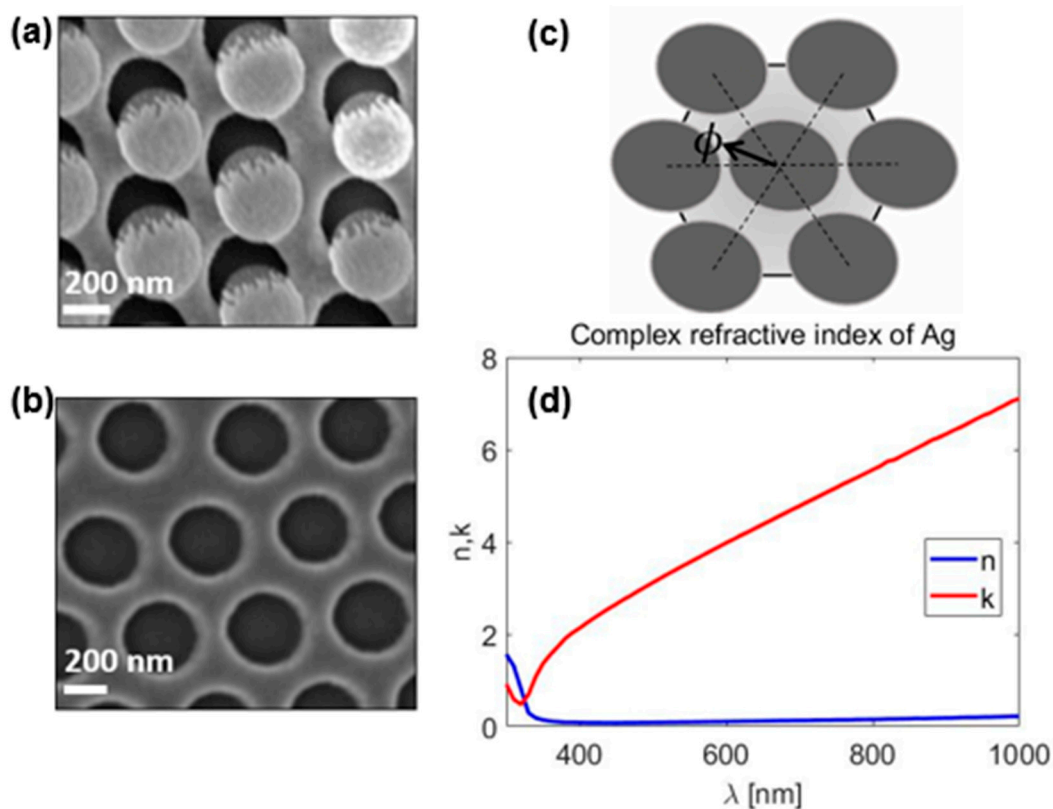 (a)
200 nm
(b)
200 nm
(c)
ϕ
Complex refractive index of Ag
(d)
8
6
4
2
0
n,k
n
k
400
600
800
1000
λ [nm]